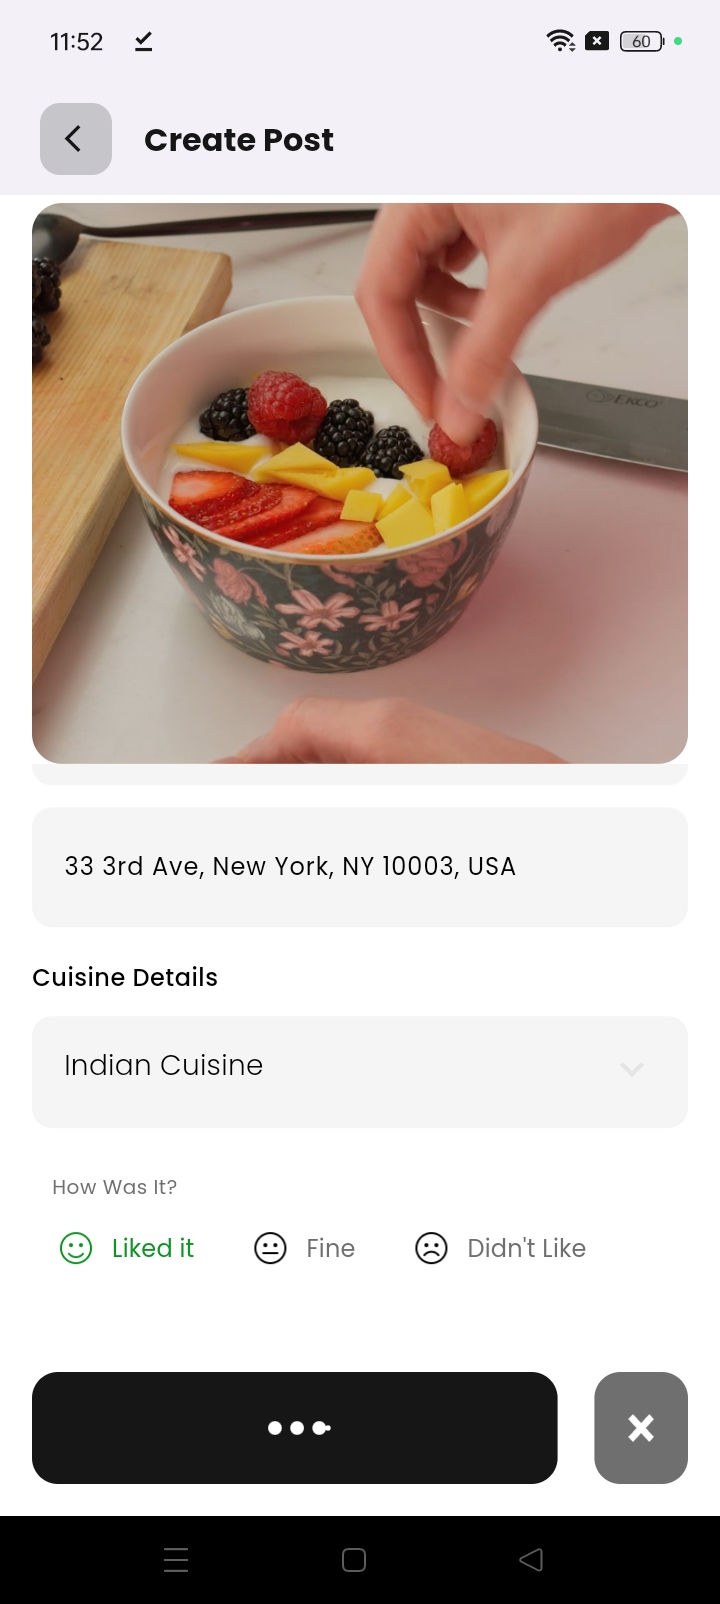 11:52
60
Create Post
EKCO
33 3rd Ave, New York, NY 10003, USA
Cuisine Details
Indian Cuisine
How Was It?
Liked it
Fine
Didn't Like